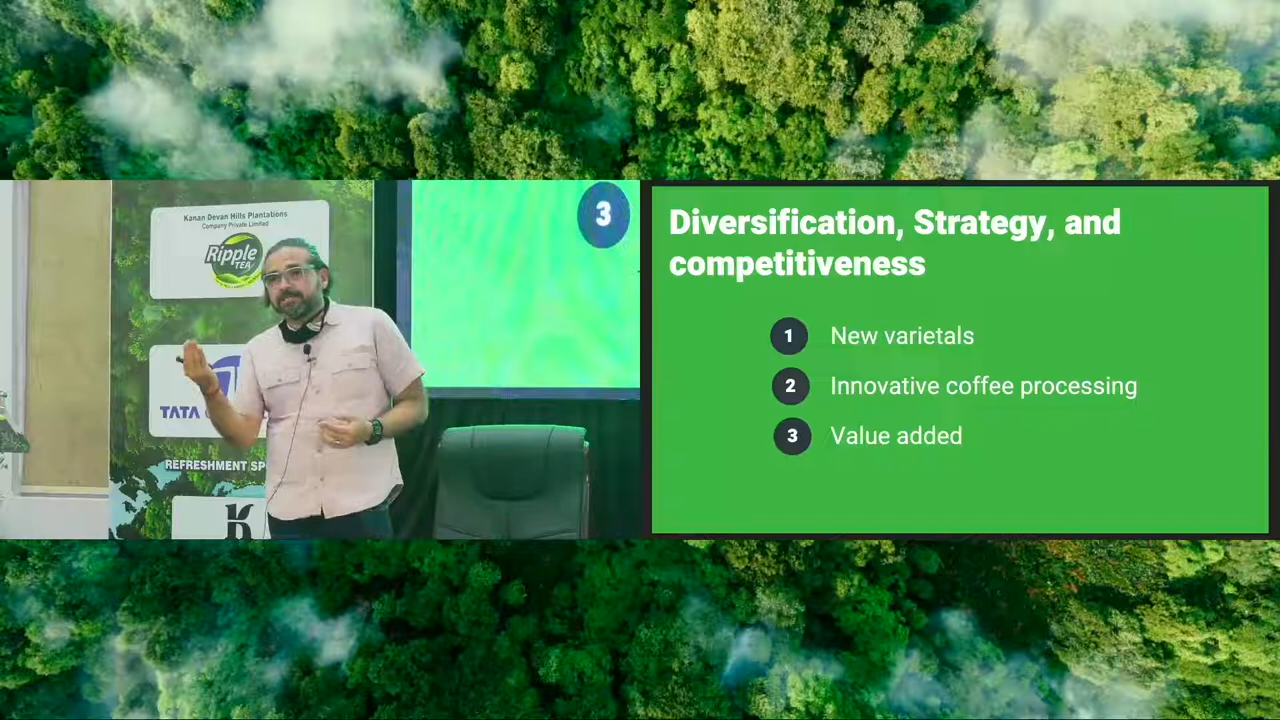 Kanan Devan Hills Plantations
Company Private Limited
Ripple
TEA
TATA
REFRESHMENT
3
Diversification, Strategy, and
competitiveness
1 New varietals
2 Innovative coffee processing
3 Value added